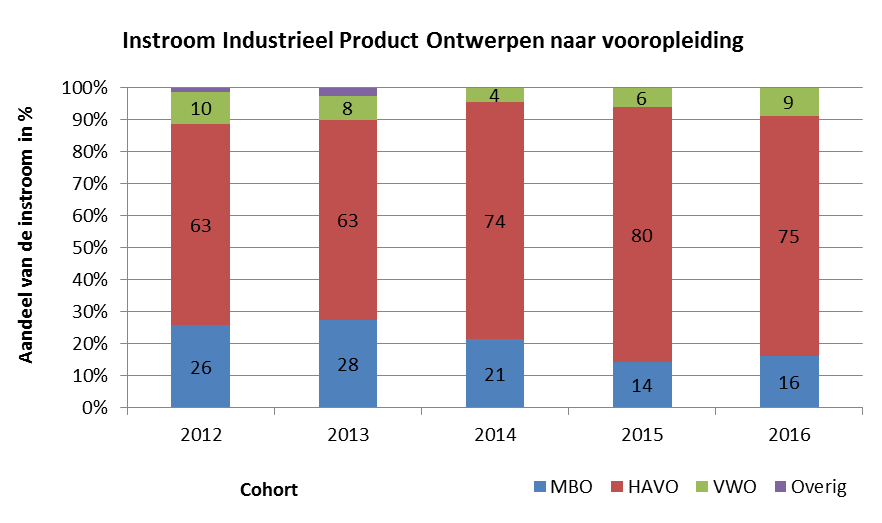 Instroom Industrieel Product Ontwerpen naar vooropleiding
Aandeel van de instroom in %
100%
90%
80%
70%
60%
50%
40%
30%
20%
10%
0%
10 8 4 6 9
63 63 74 80 75
26 28 21 14 16
2012 2013 2014 2015 2016
Cohort
MBO HAVO VWO Overig